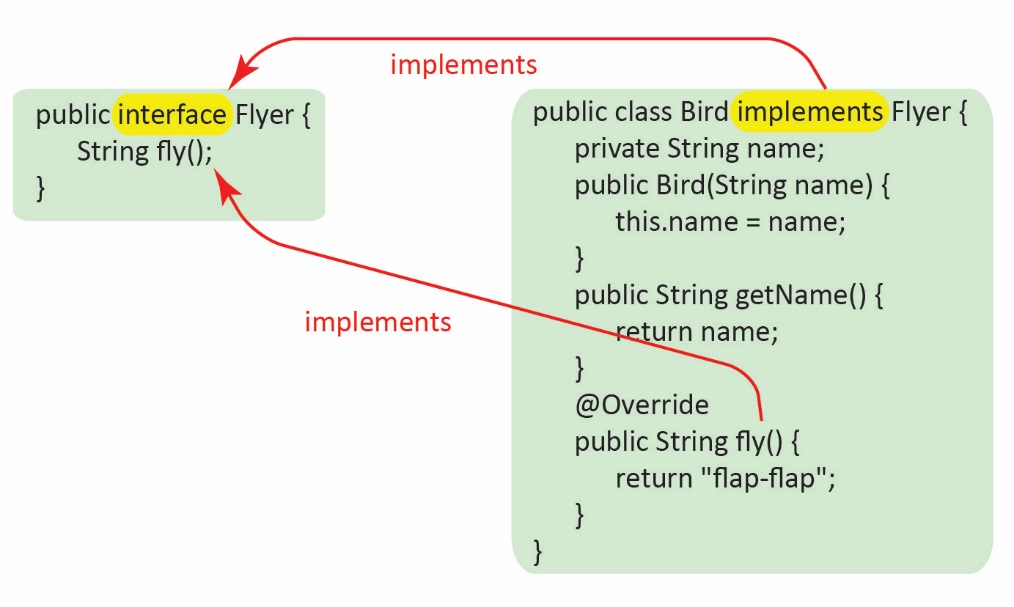 implements
public interface Flyer {
String fly();
}
implements
public class Bird implements Flyer {
private String name;
public Bird(String name) {
this.name = name;
}
public String getName() {
return name;
}
@Override
public String fly() {
return "flap-flap";
}
}